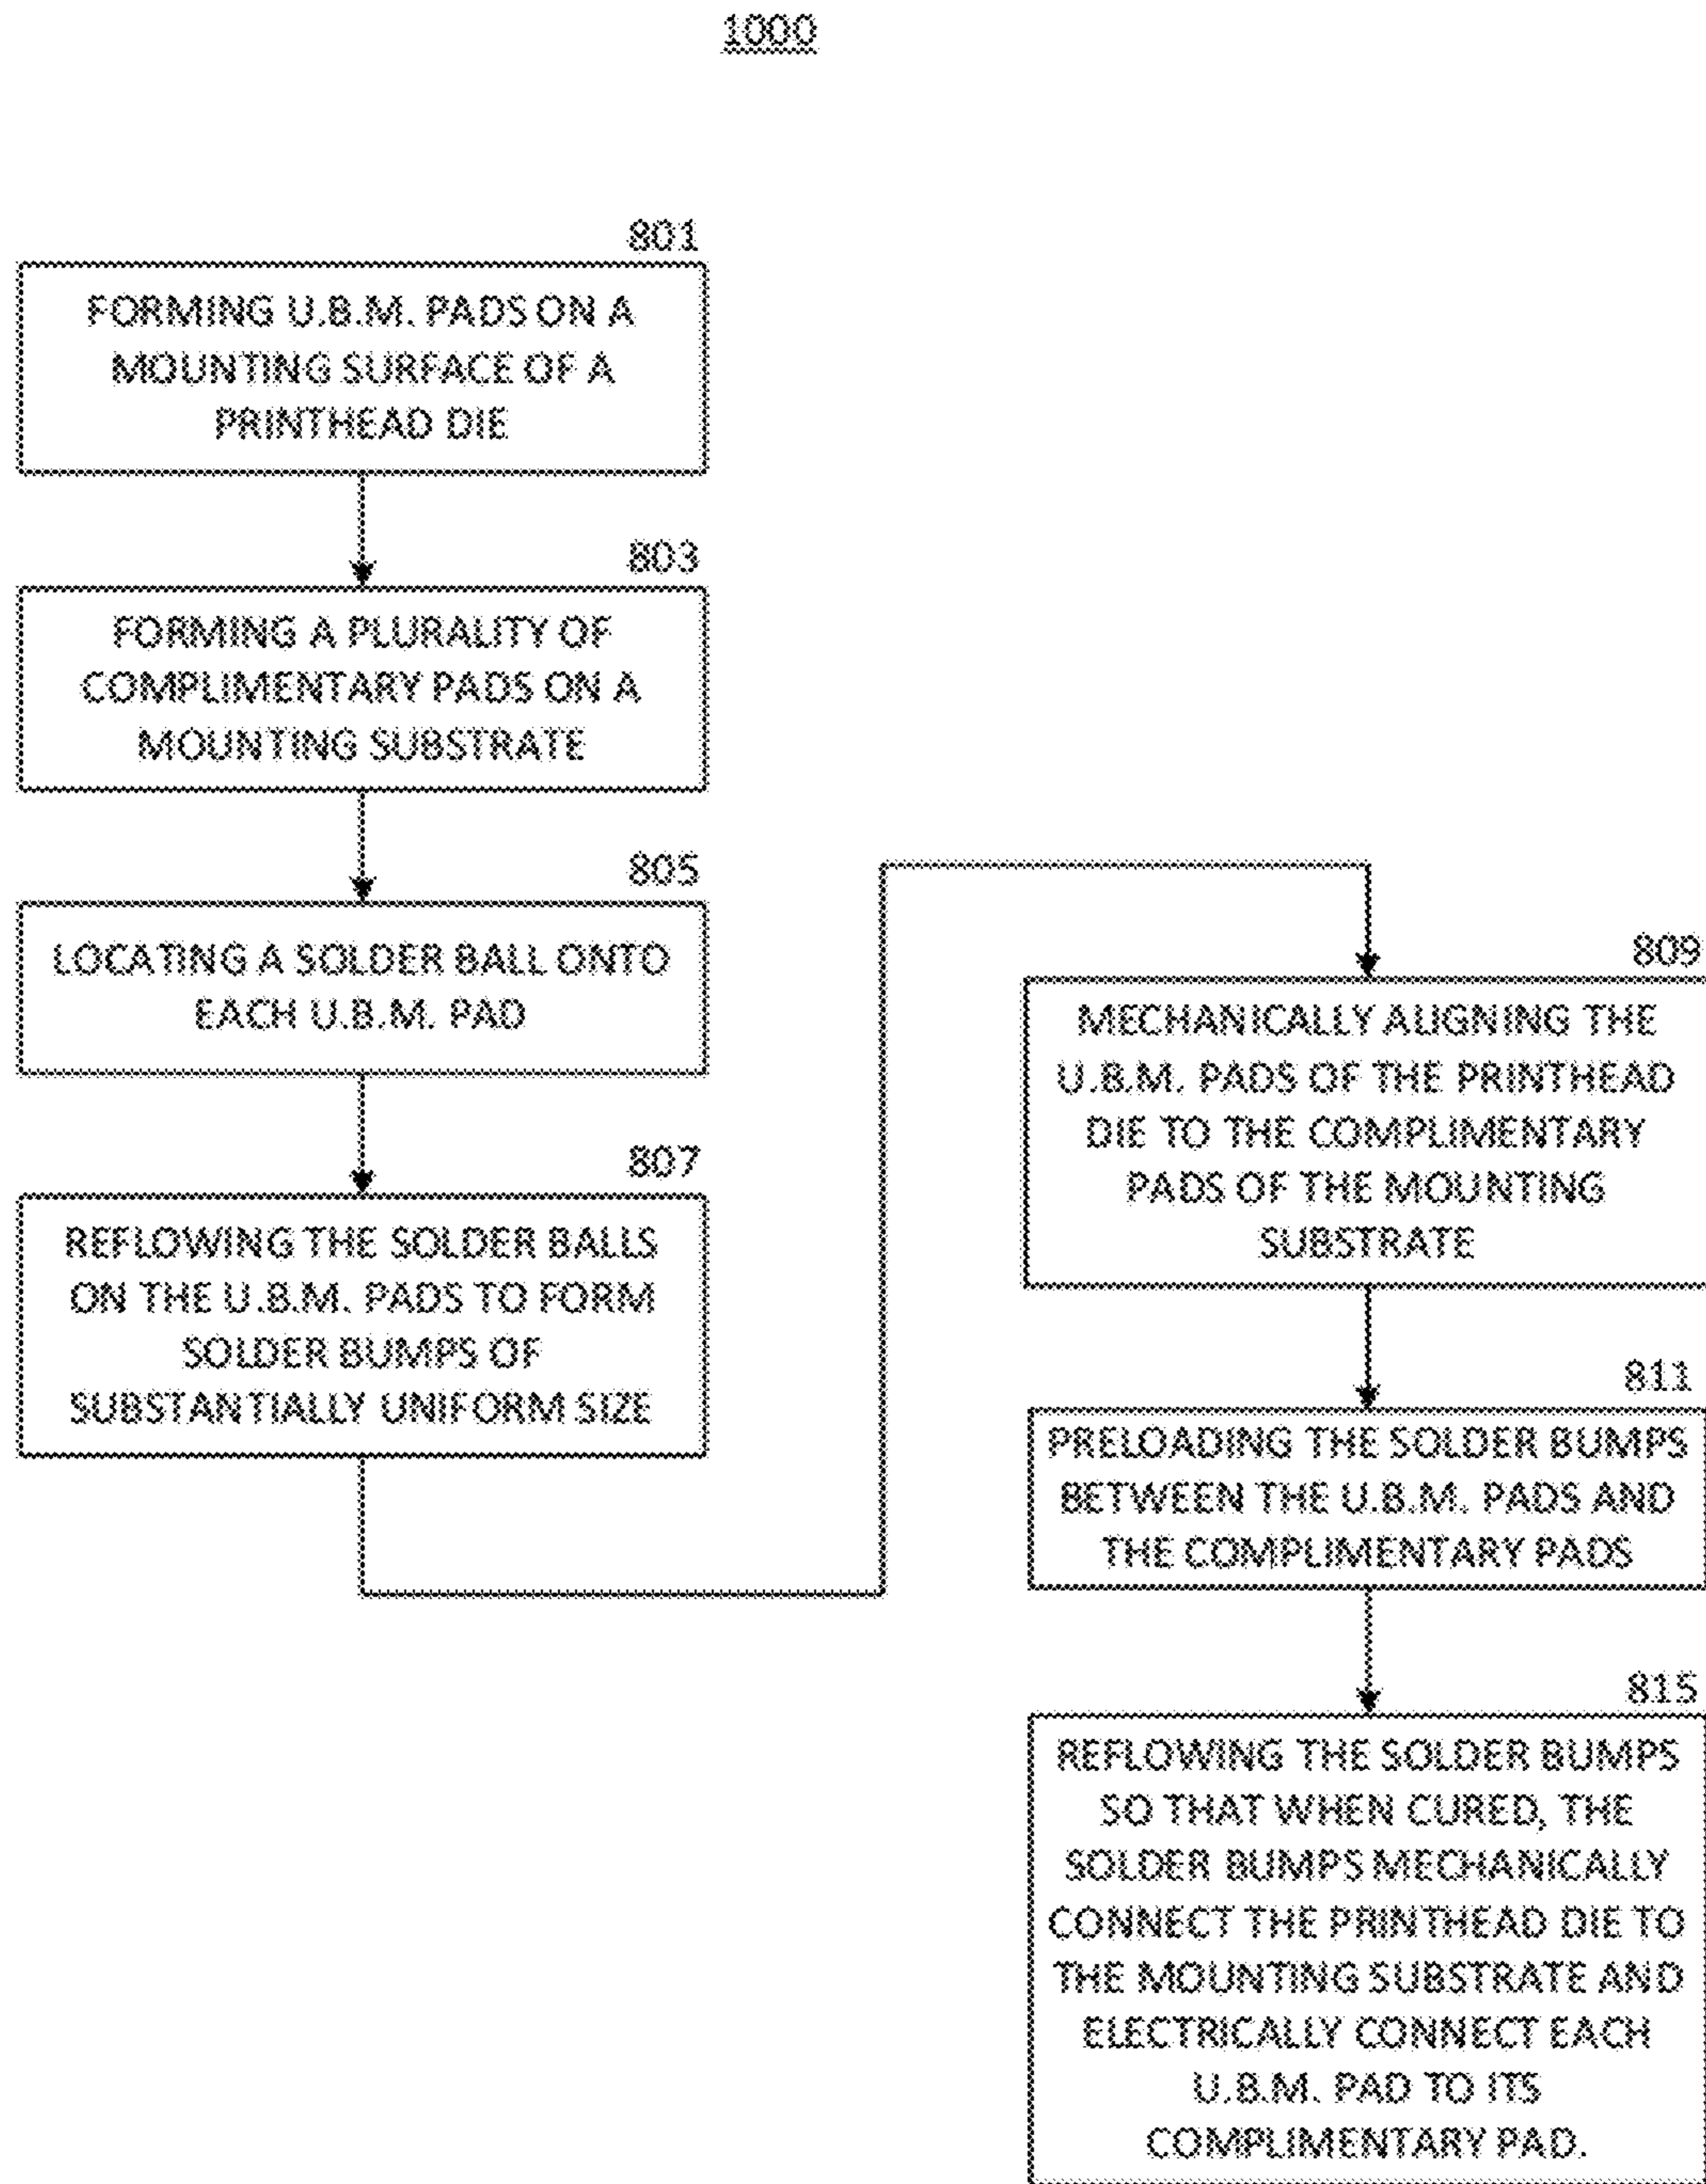 1000
801
FORMING U.B.M. PADS ON A
MOUNTING SURFACE OF A
PRINTHEAD DIE
803
FORMING A PLURALITY OF
COMPLIMENTARY PADS ON A
MOUNTING SUBSTRATE
805
LOCATING A SOLDER BALL ONTO
EACH U.B.M. PAD
807
REFLOWING THE SOLDER BALLS
ON THE U.B.M. PADS TO FORM
SOLDER BUMPS OF
SUBSTANTIALLY UNIFORM SIZE
809
MECHANICALLY ALIGNING THE
U.B.M. PADS OF THE PRINTHEAD
DIE TO THE COMPLIMENTARY
PADS OF THE MOUNTING
SUBSTRATE
811
PRELOADING THE SOLDER BUMPS
BETWEEN THE U.B.M. PADS AND
THE COMPLIMENTARY PADS
815
REFLOWING THE SOLDER BUMPS
SO THAT WHEN CURED, THE
SOLDER BUMPS MECHANICALLY
CONNECT THE PRINTHEAD DIE TO
THE MOUNTING SUBSTRATE AND
ELECTRICALLY CONNECT EACH
U.B.M. PAD TO ITS
COMPLIMENTARY PAD.